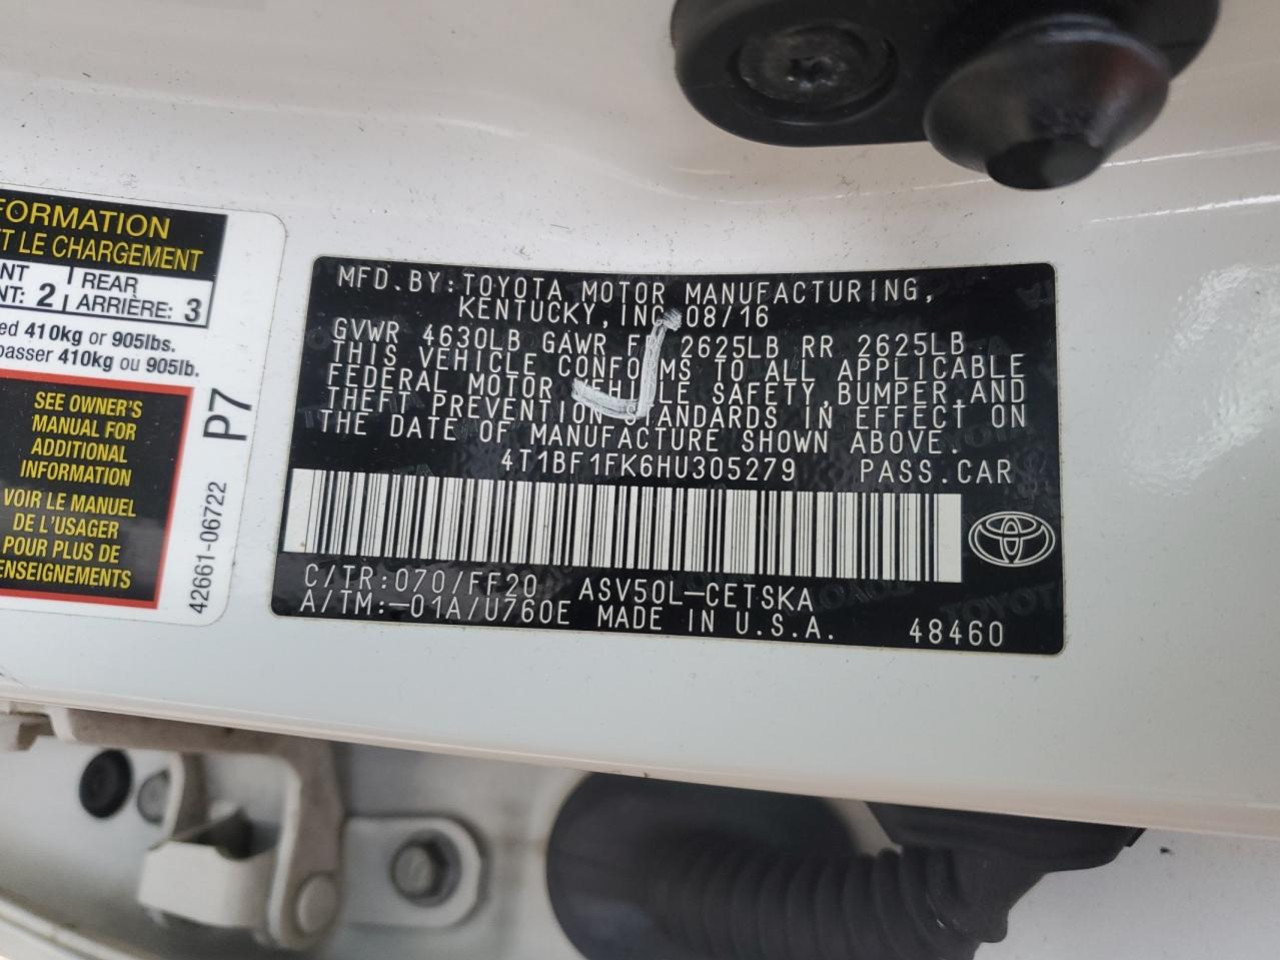 FORMATION
T LE CHARGEMENT
NT | REAR
NT: 2 | ARRIÈRE: 3
ed 410kg or 905lbs.
passer 410kg ou 905lb.
SEE OWNER'S
MANUAL FOR
ADDITIONAL
INFORMATION
VOIR LE MANUEL
DE L'USAGER
POUR PLUS DE
ENSEIGNEMENTS
P7
42661-06722
MFD.BY:TOYOTA MOTOR MANUFACTURING,
KENTUCKY,INC 08/16
GVWR 4630LB GAWR F 2625LB RR 2625LB
THIS VEHICLE CONFORMS TO ALL APPLICABLE
FEDERAL MOTOR VEHICLE SAFETY,BUMPER,AND
THEFT PREVENTION STANDARDS IN EFFECT ON
THE DATE OF MANUFACTURE SHOWN ABOVE.
4T1BF1FK6HU305279 PASS.CAR
C/TR:070/FF20 ASV50L-CETSKA
A/TM:-01A/U760E MADE IN U.S.A. 48460
TOYOTA